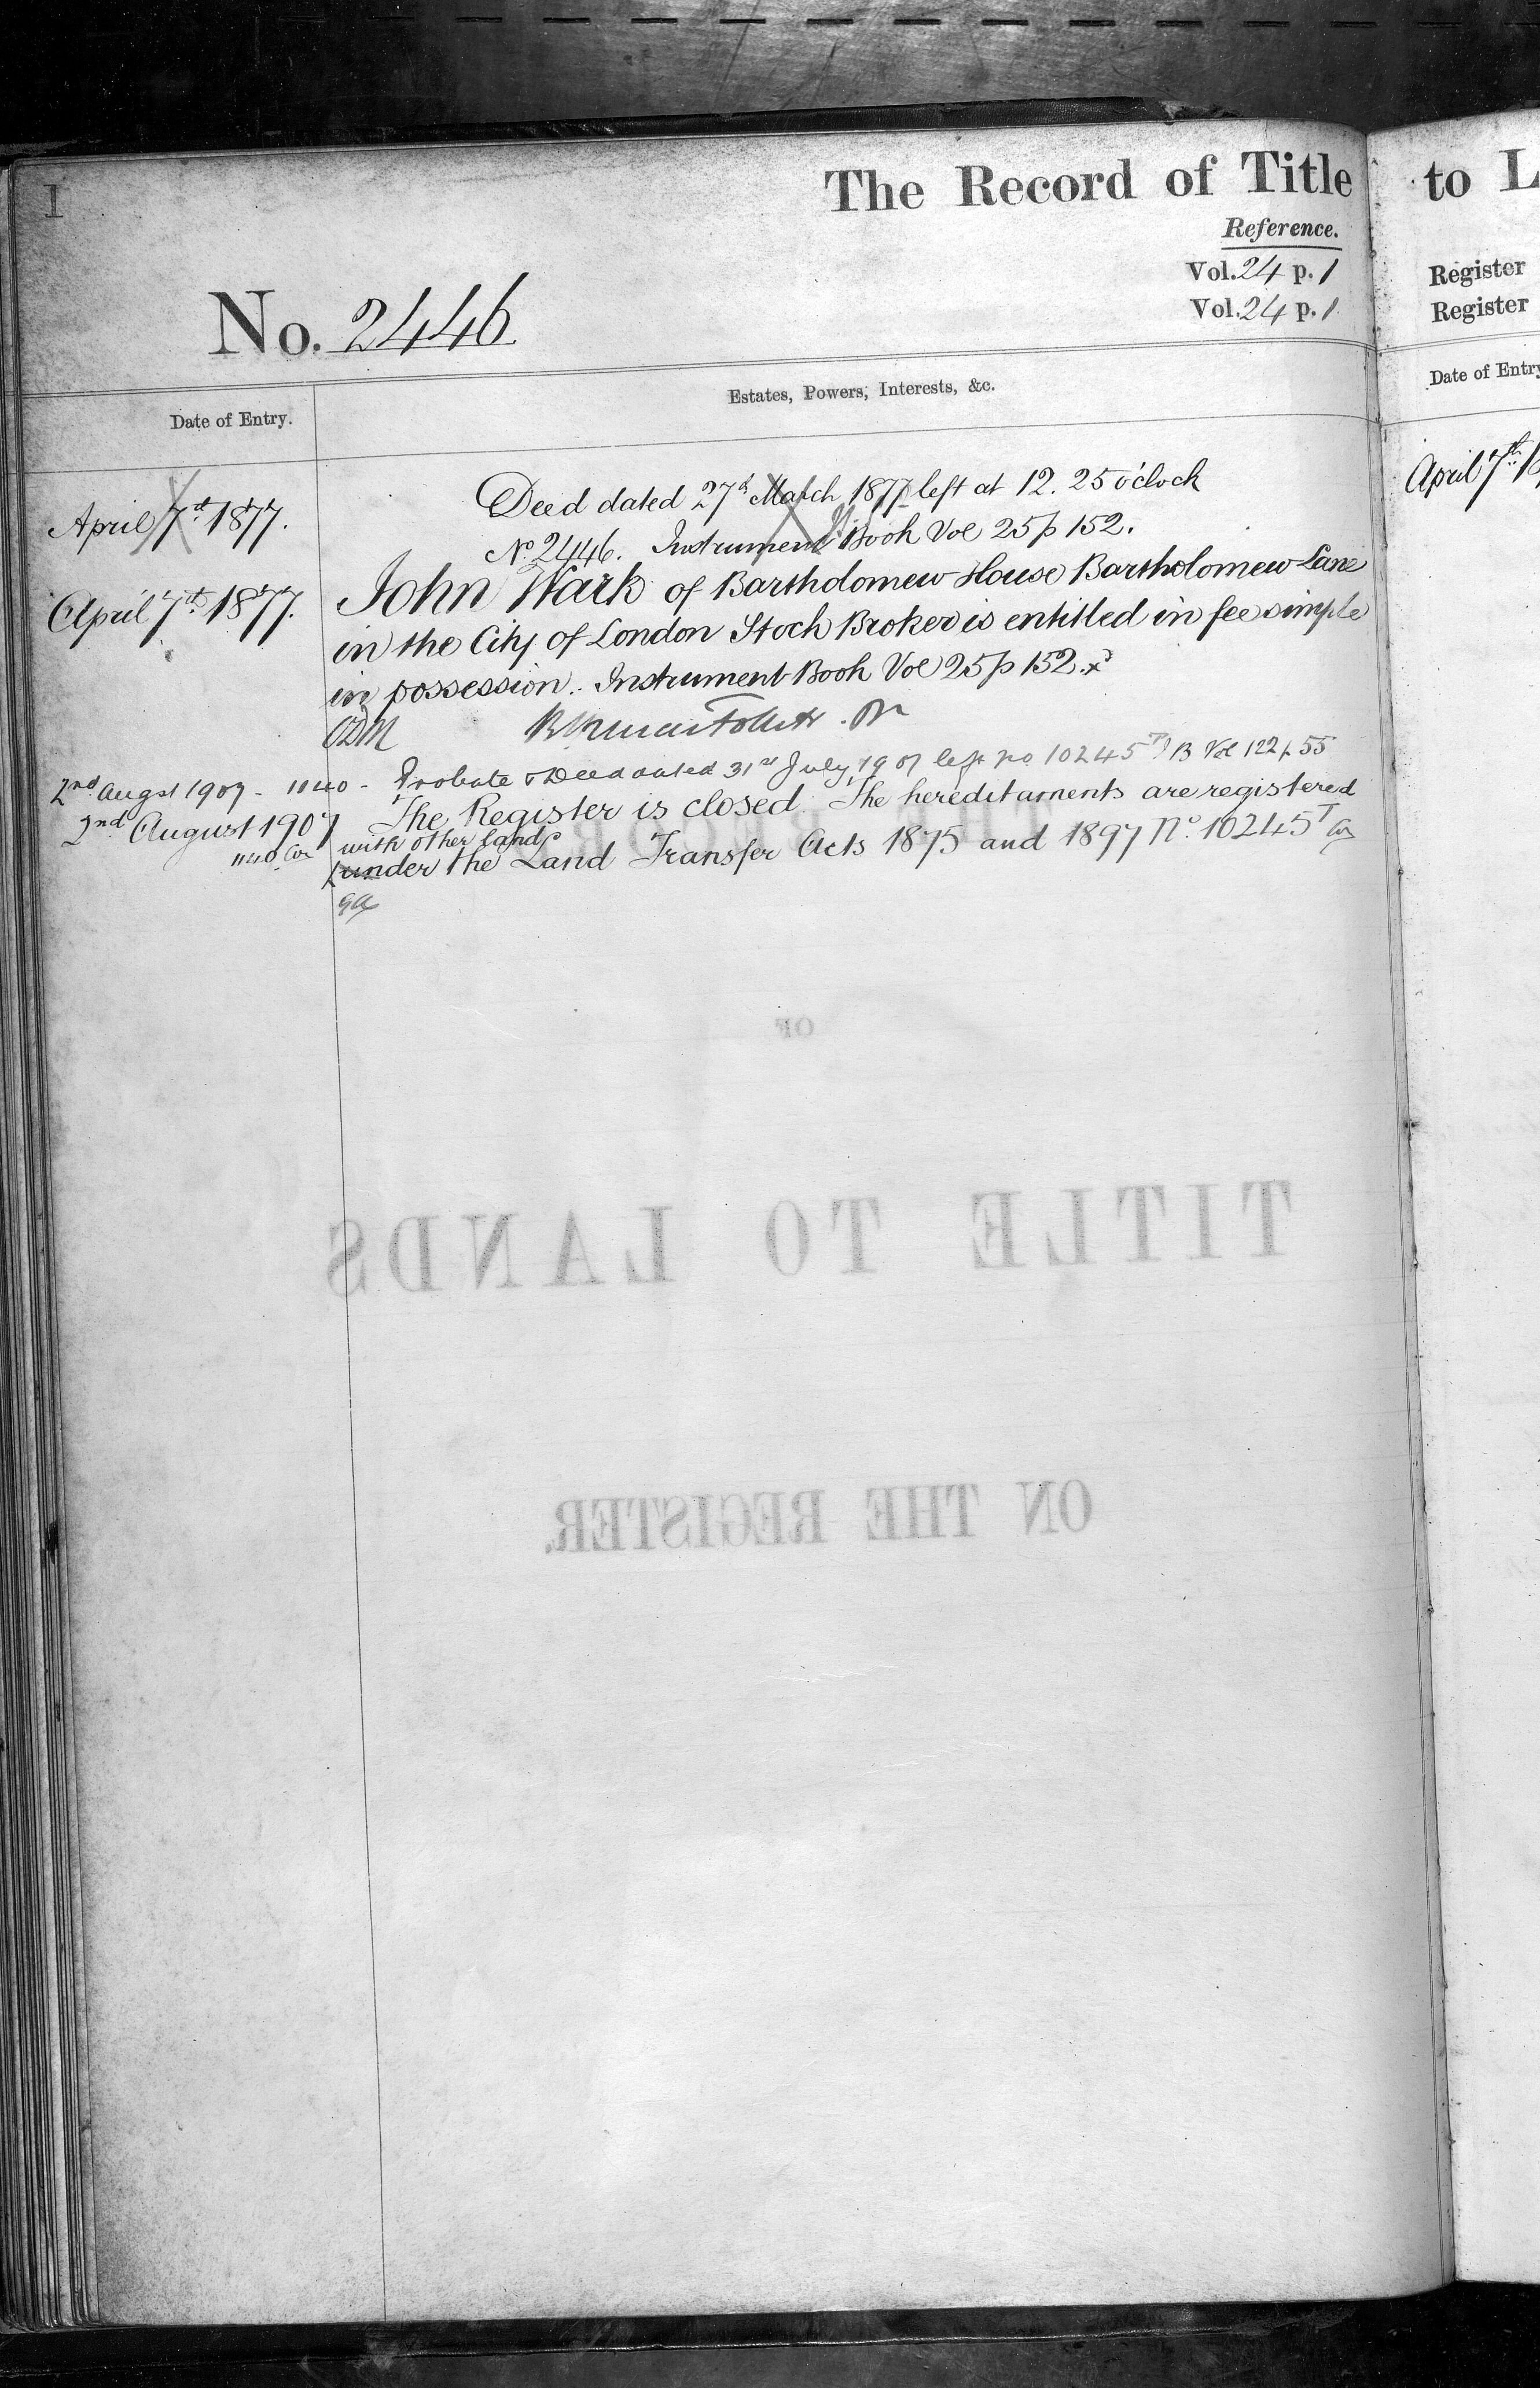 1
The Record of Title
to L
Reference.
Vol. 24 p. 1
Vol. 24 p. 1
Register
Register
No. 2446
Date of Entry.
Estates, Powers, Interests, &c.
Date of Entry
April 7th 1877.
Deed dated 27th March 1877 left at 12.25 o'clock
No 2446. Instrument Book Vol 25 p 152.
April 7th 1877.
John Wark of Bartholomew House Bartholomew Lane
in the City of London Stock Broker is entitled in fee simple
in possession. Instrument Book Vol 25 p 152.
2nd Augst 1907 - 11 40 - Probate & Deed dated 31st July 1907 left no 10245 T B Vol 122 p 55
2nd August 1907
11 40
The Register is closed. The hereditaments are registered
with other land
under the Land Transfer Acts 1875 and 1897 No 10245 T
April 7th
OF
TITLE TO LANDS
ON THE REGISTER.